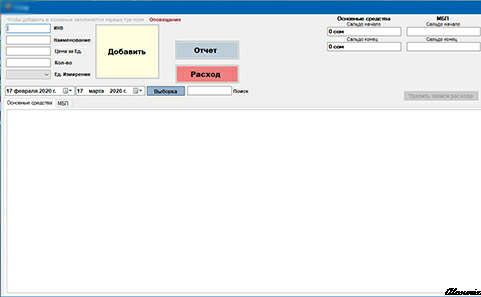 Чтобы добавить в основные заполняются первые три поля Оповещения
ИНВ
Наименование
Цена за Ед.
Кол-во
Ед. Измерения
Добавить
Отчет
Расход
Основные средства
Сальдо начало
0 сом
Сальдо конец
0 сом
МБП
Сальдо начало
Сальдо конец
17 февраля 2020 г. 17 марта 2020 г. Выборка Поиск
Удалить записи расхода
Основные средства МБП